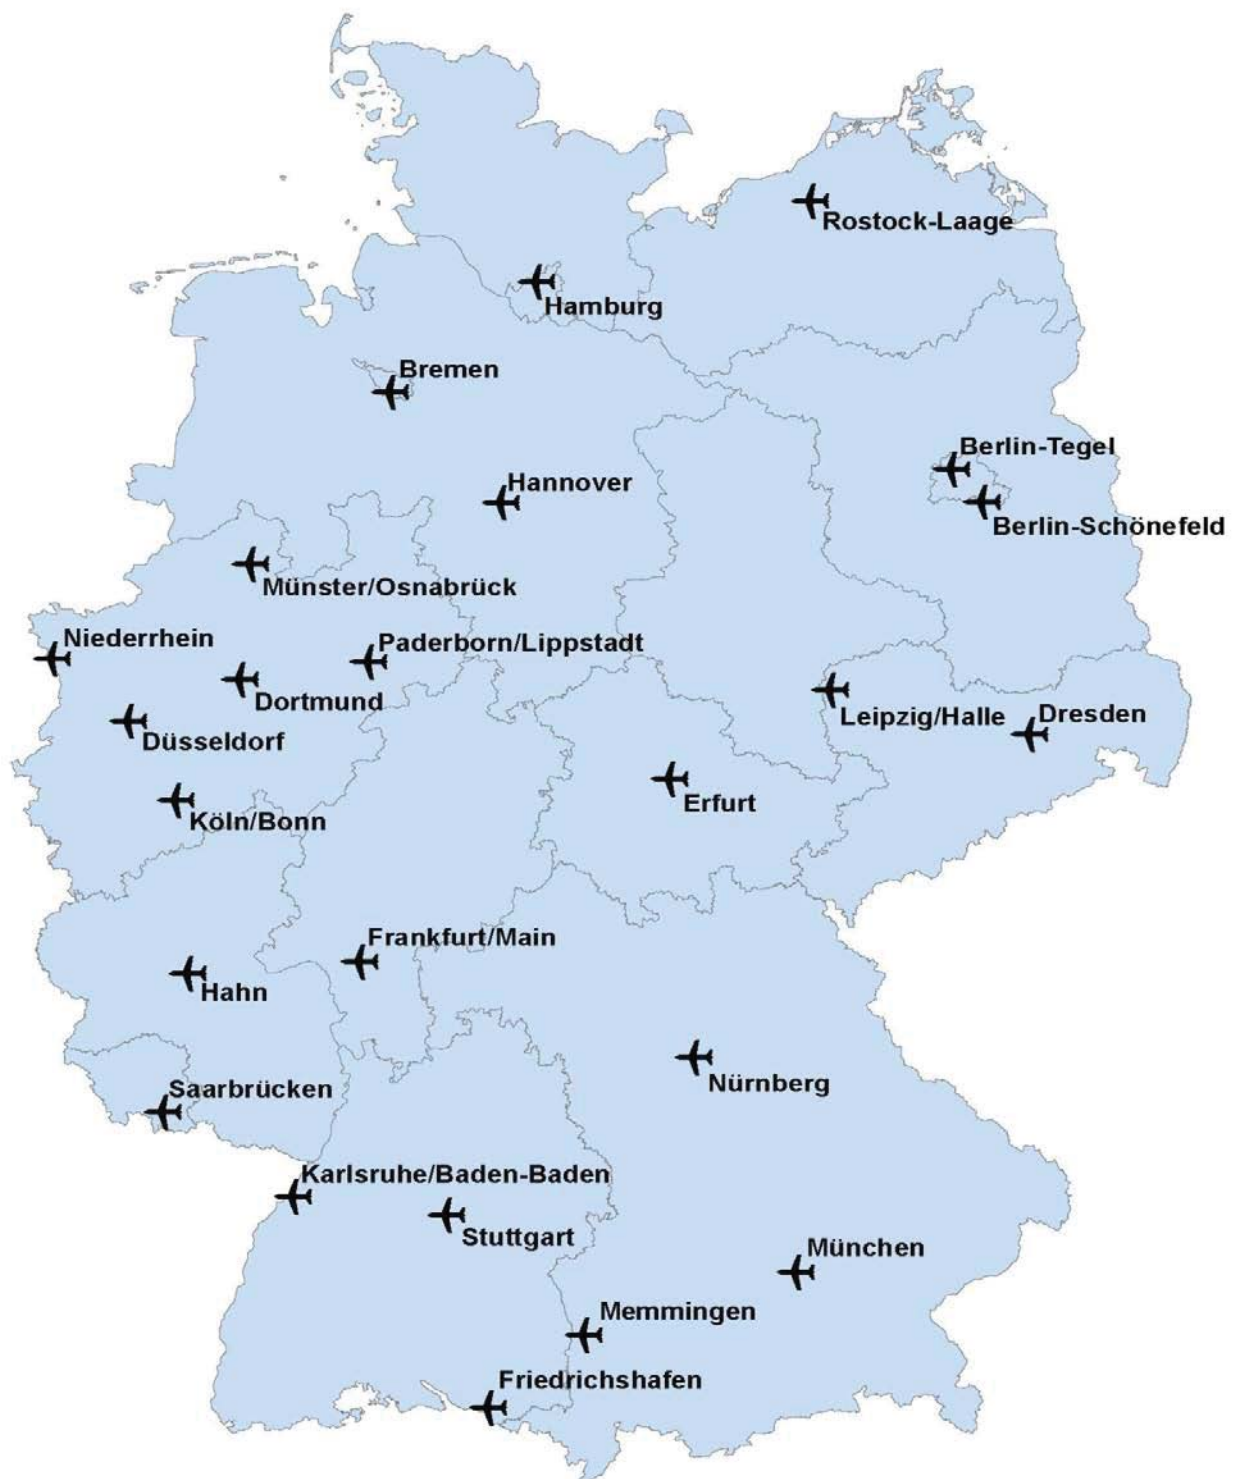 Rostock-Laage
Hamburg
Bremen
Berlin-Tegel
Hannover
Berlin-Schönefeld
Münster/Osnabrück
Niederrhein
Paderborn/Lippstadt
Dortmund
Leipzig/Halle
Dresden
Düsseldorf
Erfurt
Köln/Bonn
Frankfurt/Main
Hahn
Nürnberg
Saarbrücken
Karlsruhe/Baden-Baden
Stuttgart
München
Memmingen
Friedrichshafen